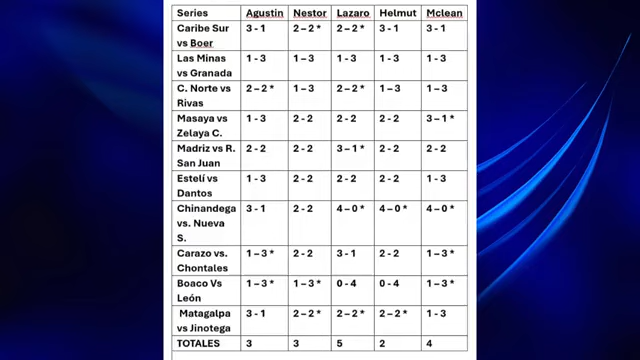 Series Agustin Nestor Lazaro Helmut Mclean
Caribe Sur vs Boer 3 - 1 2 – 2 * 2 – 2 * 3 - 1 3 - 1
Las Minas vs Granada 1 - 3 1 – 3 1 - 3 1 - 3 1 - 3
C. Norte vs Rivas 2 – 2 * 1 – 3 2 – 2 * 1 – 3 1 – 3
Masaya vs Zelaya C. 1 - 3 2 - 2 2 - 2 2 - 2 3 – 1 *
Madriz vs R. San Juan 2 - 2 2 - 2 3 – 1 * 2 - 2 2 - 2
Estelí vs Dantos 1 - 3 2 - 2 2 - 2 2 - 2 1 - 3
Chinandega vs. Nueva S. 3 - 1 2 - 2 4 – 0 * 4 – 0 * 4 – 0 *
Carazo vs. Chontales 1 – 3 * 2 - 2 3 - 1 2 - 2 1 – 3 *
Boaco Vs León 1 – 3 * 1 – 3 * 0 - 4 0 - 4 1 – 3 *
Matagalpa vs Jinotega 3 - 1 2 – 2 * 2 – 2 * 2 – 2 * 1 - 3
TOTALES 3 3 5 2 4